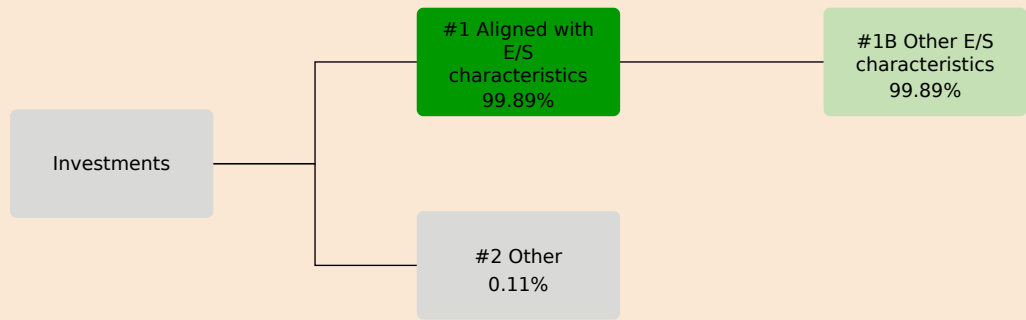 #1 Aligned with
E/S
characteristics
99.89%
#1B Other E/S
characteristics
99.89%
Investments
#2 Other
0.11%